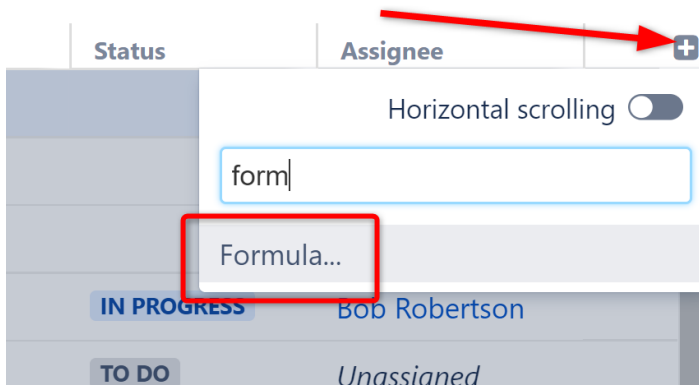 Status Assignee
Horizontal scrolling
form
Formula...
IN PROGRESS Bob Robertson
TO DO Unassigned